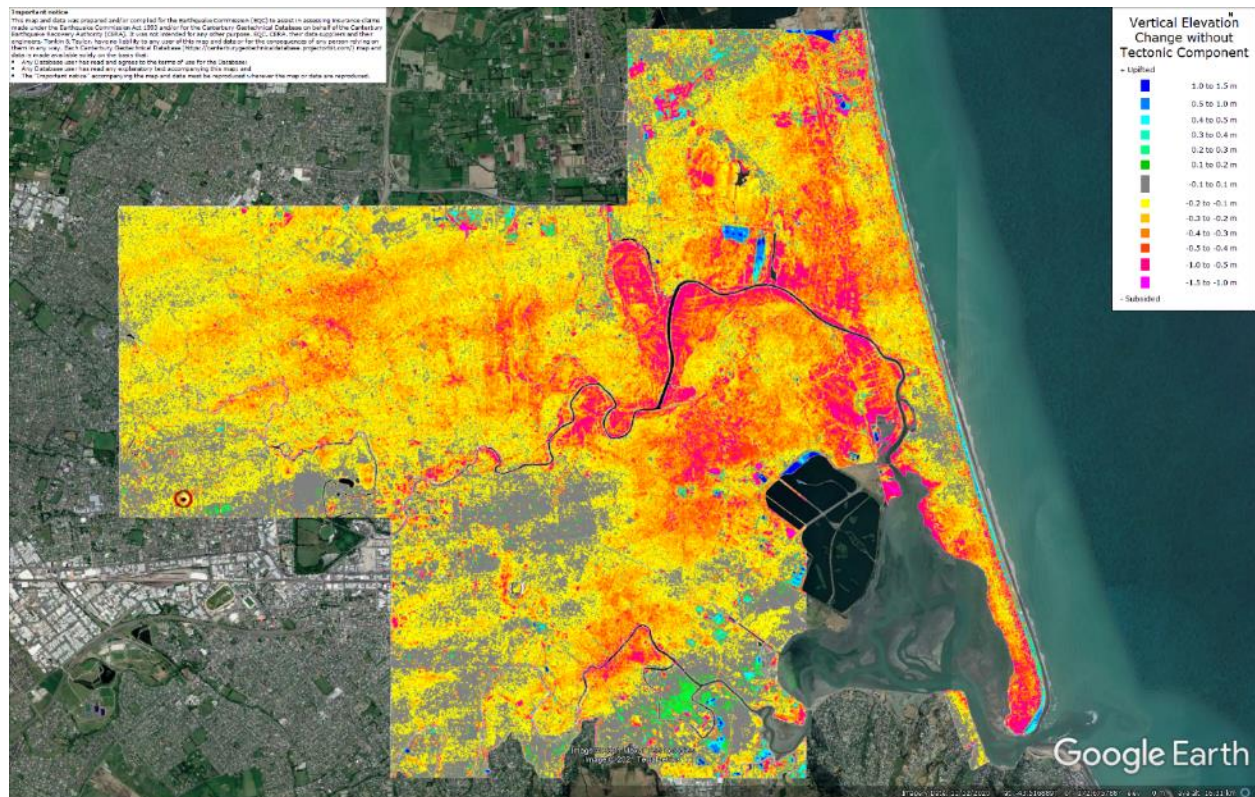 Important notice
This map and data was prepared and/or compiled for the Earthquake Commission (EQC) to assist in assessing insurance claims
made under the Earthquake Commission Act 1993 and/or for the Canterbury Geotechnical Database on behalf of the Canterbury
Earthquake Recovery Authority (CERA). It was not intended for any other purpose. EQC, CERA, their data suppliers and their
engineers, Tonkin & Taylor, have no liability to any user of this map and data or for the consequences of any person relying on
them in any way. Each Canterbury Geotechnical Database (https://canterburygeotechnicaldatabase.projectorbit.com/) map and
data is made available solely on the basis that:
• Any Database user has read and agrees to the terms of use for the Database;
• Any Database user has read any explanatory text accompanying this map; and
• The "Important notice" accompanying the map and data must be reproduced wherever the map or data are reproduced.
N
Vertical Elevation
Change without
Tectonic Component
+ Uplifted
1.0 to 1.5 m
0.5 to 1.0 m
0.4 to 0.5 m
0.3 to 0.4 m
0.2 to 0.3 m
0.1 to 0.2 m
-0.1 to 0.1 m
-0.2 to -0.1 m
-0.3 to -0.2 m
-0.4 to -0.3 m
-0.5 to -0.4 m
-1.0 to -0.5 m
-1.5 to -1.0 m
- Subsided
Google Earth